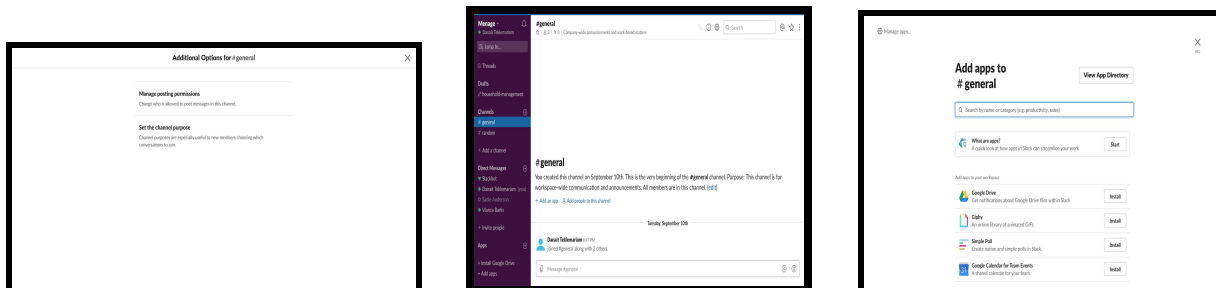 Additional Options for #general
X
Manage posting permissions
Change who is allowed to post messages in this channel.
Set the channel purpose
Channel purposes are especially useful to new members choosing which
conversations to join.
Menage
Danait Teklemariam
Jump to...
Threads
Drafts
household-management
Channels
# general
# random
+ Add a channel
Direct Messages
Slackbot
Danait Teklemariam (you)
Sadie Anderson
+ Invite people
Apps
+ Install Google Drive
+ Add apps
#general
3 | 0 | Company-wide announcements and work-based matters
Search
#general
You created this channel on September 10th. This is the very beginning of the #general channel. Purpose: This channel is for
workspace-wide communication and announcements. All members are in this channel. (edit)
+ Add an app Add people to this channel
Tuesday, September 10th
Danait Teklemariam
joined #general along with 2 others.
Message #general
@
Manage apps...
X
esc
Add apps to
# general
View App Directory
Search by name or category (e.g. productivity, sales)
What are apps?
A quick look at how apps in Slack can streamline your work
Start
Add apps to your workspace
Google Drive
Get notifications about Google Drive files within Slack
Install
Giphy
An online library of animated GIFs
Install
Simple Poll
Create native and simple polls in Slack.
Install
Google Calendar for Team Events
A shared calendar for your team.
Install